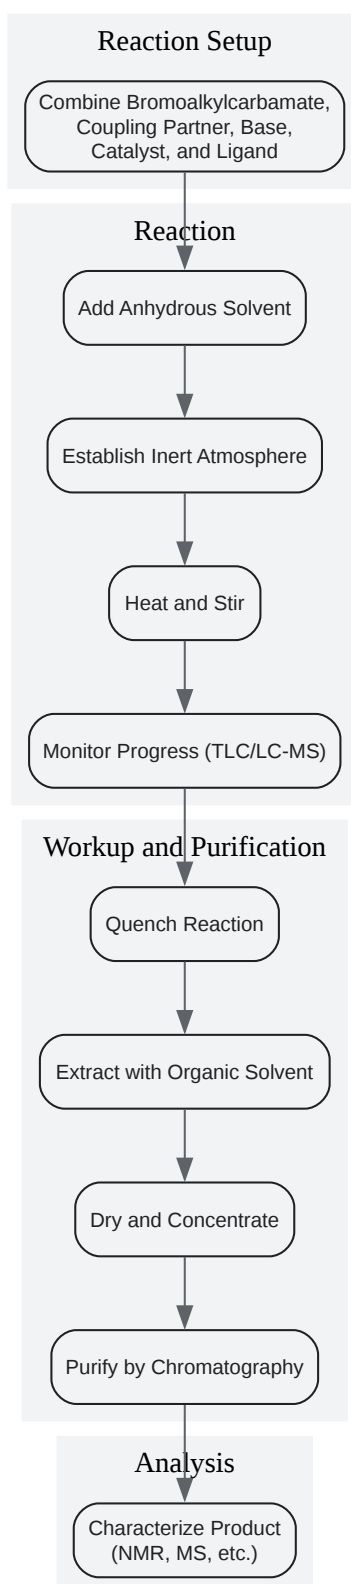 Reaction Setup
Combine Bromoalkylcarbamate,
Coupling Partner, Base,
Catalyst, and Ligand
Reaction
Add Anhydrous Solvent
Establish Inert Atmosphere
Heat and Stir
Monitor Progress (TLC/LC-MS)
Workup and Purification
Quench Reaction
Extract with Organic Solvent
Dry and Concentrate
Purify by Chromatography
Analysis
Characterize Product
(NMR, MS, etc.)